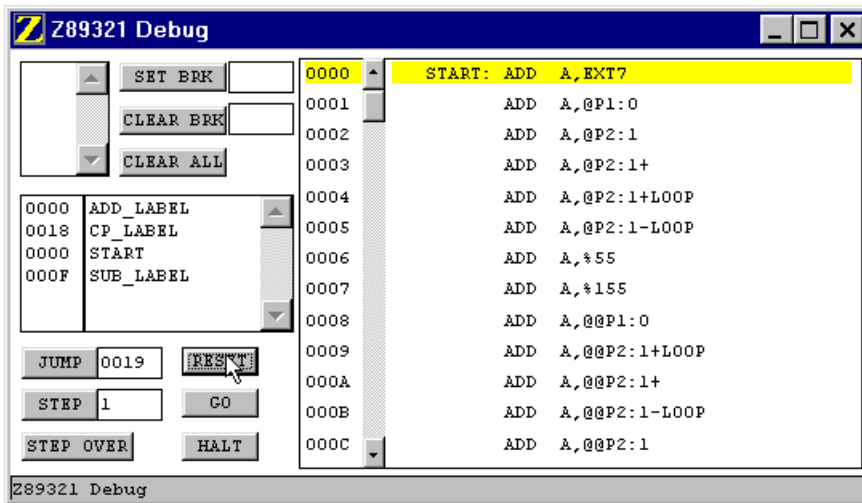 Z89321 Debug
SET BRK
CLEAR BRK
CLEAR ALL
0000 ADD_LABEL
0018 CP_LABEL
0000 START
000F SUB_LABEL
JUMP 0019 RESET
STEP 1 GO
STEP OVER HALT
0000 START: ADD A,EXT7
0001 ADD A,@P1:0
0002 ADD A,@P2:1
0003 ADD A,@P2:1+
0004 ADD A,@P2:1+LOOP
0005 ADD A,@P2:1-LOOP
0006 ADD A,%55
0007 ADD A,%155
0008 ADD A,@@P1:0
0009 ADD A,@@P2:1+LOOP
000A ADD A,@@P2:1+
000B ADD A,@@P2:1-LOOP
000C ADD A,@@P2:1
Z89321 Debug